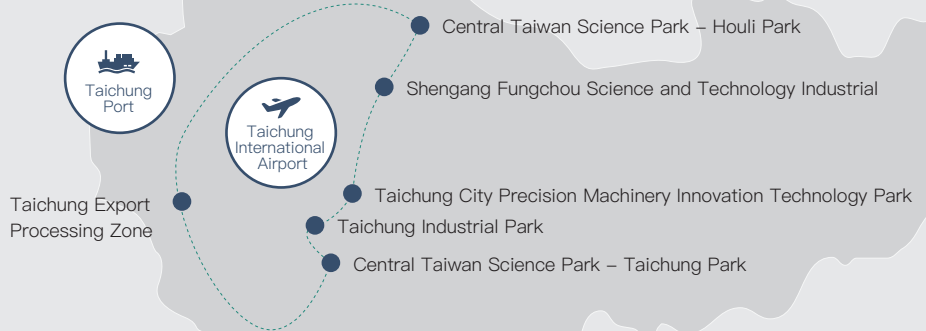 Central Taiwan Science Park – Houli Park
Taichung
Port
Shengang Fungchou Science and Technology Industrial
Taichung
International
Airport
Taichung City Precision Machinery Innovation Technology Park
Taichung Export
Processing Zone
Taichung Industrial Park
Central Taiwan Science Park – Taichung Park